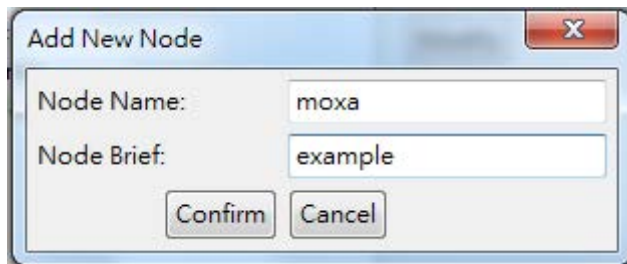 Add New Node
Node Name: moxa
Node Brief: example
Confirm Cancel